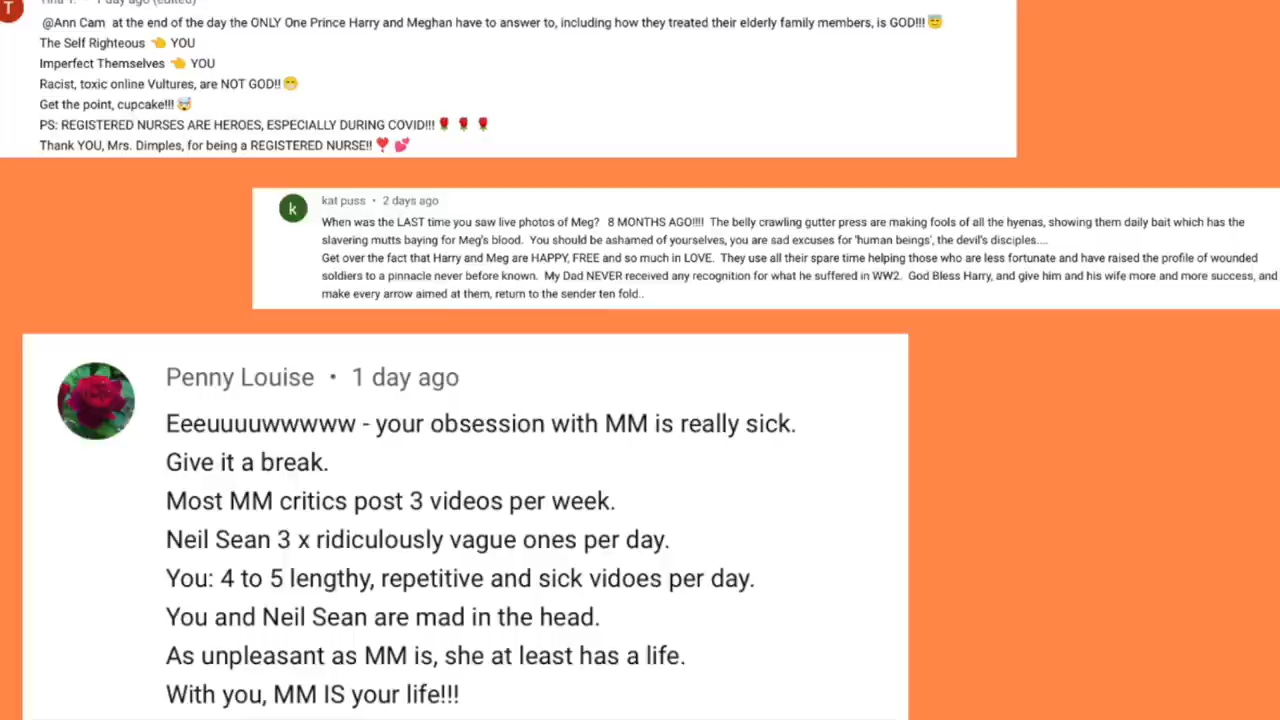 T
1 day ago (edited)
@Ann Cam at the end of the day the ONLY One Prince Harry and Meghan have to answer to, including how they treated their elderly family members, is GOD!!! 😇
The Self Righteous 👈 YOU
Imperfect Themselves 👈 YOU
Racist, toxic online Vultures, are NOT GOD!! 😁
Get the point, cupcake!!! 🤯
PS: REGISTERED NURSES ARE HEROES, ESPECIALLY DURING COVID!!! 🌹 🌹 🌹
Thank YOU, Mrs. Dimples, for being a REGISTERED NURSE!! ❣️ 💕
k
kat puss • 2 days ago
When was the LAST time you saw live photos of Meg? 8 MONTHS AGO!!!! The belly crawling gutter press are making fools of all the hyenas, showing them daily bait which has the
slavering mutts baying for Meg's blood. You should be ashamed of yourselves, you are sad excuses for 'human beings', the devil's disciples....
Get over the fact that Harry and Meg are HAPPY, FREE and so much in LOVE. They use all their spare time helping those who are less fortunate and have raised the profile of wounded
soldiers to a pinnacle never before known. My Dad NEVER received any recognition for what he suffered in WW2. God Bless Harry, and give him and his wife more and more success, and
make every arrow aimed at them, return to the sender ten fold..
Penny Louise • 1 day ago
Eeeuuuuwwwww - your obsession with MM is really sick.
Give it a break.
Most MM critics post 3 videos per week.
Neil Sean 3 x ridiculously vague ones per day.
You: 4 to 5 lengthy, repetitive and sick vidoes per day.
You and Neil Sean are mad in the head.
As unpleasant as MM is, she at least has a life.
With you, MM IS your life!!!